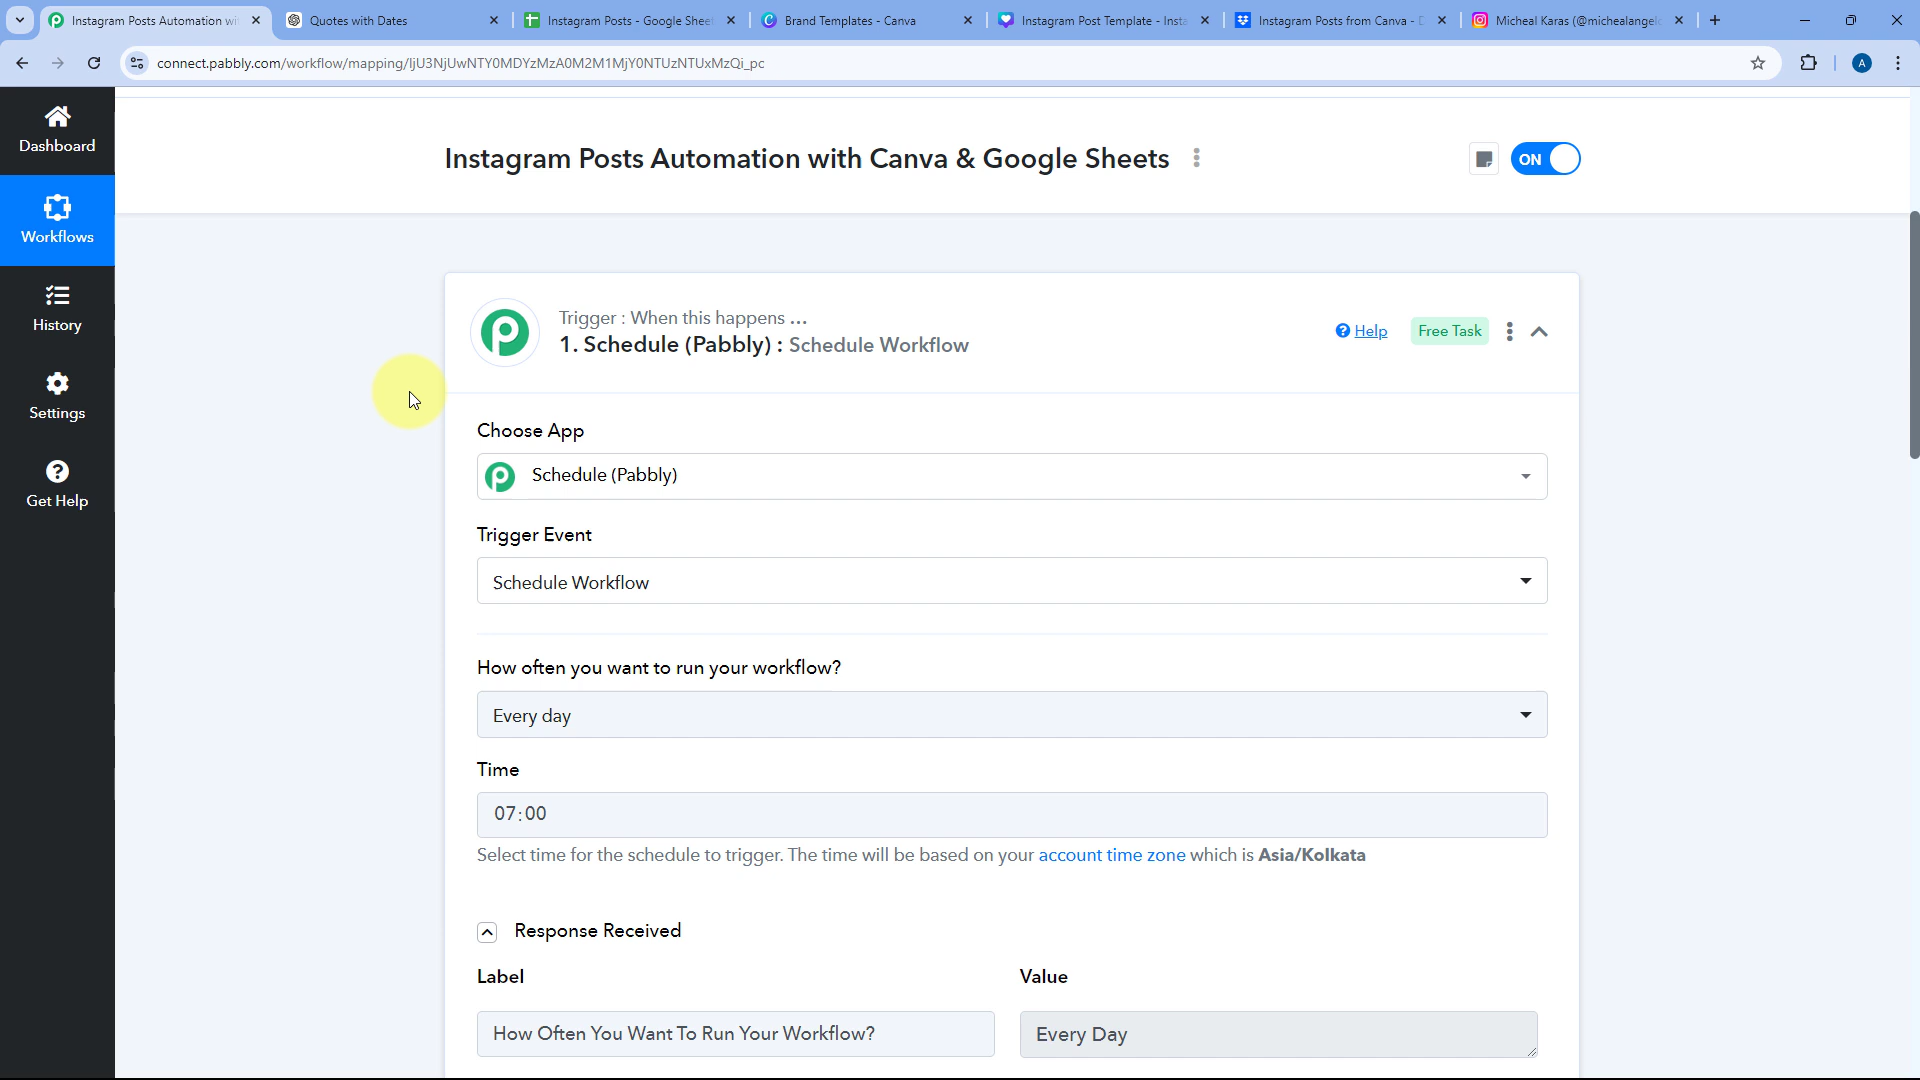 Instagram Posts Automation wi
Quotes with Dates
Instagram Posts - Google Shee
Brand Templates - Canva
Instagram Post Template - Insta
Instagram Posts from Canva - D
Micheal Karas (@michealangelo
connect.pabbly.com/workflow/mapping/IjU3NjUwNTY0MDYzMzA0M2M1MjY0NTUzNTUxMzQi_pc
A
Dashboard
Workflows
History
Settings
Get Help
Instagram Posts Automation with Canva & Google Sheets
ON
Trigger : When this happens ...
1. Schedule (Pabbly) : Schedule Workflow
Help
Free Task
Choose App
Schedule (Pabbly)
Trigger Event
Schedule Workflow
How often you want to run your workflow?
Every day
Time
07:00
Select time for the schedule to trigger. The time will be based on your account time zone which is Asia/Kolkata
Response Received
Label
Value
How Often You Want To Run Your Workflow?
Every Day